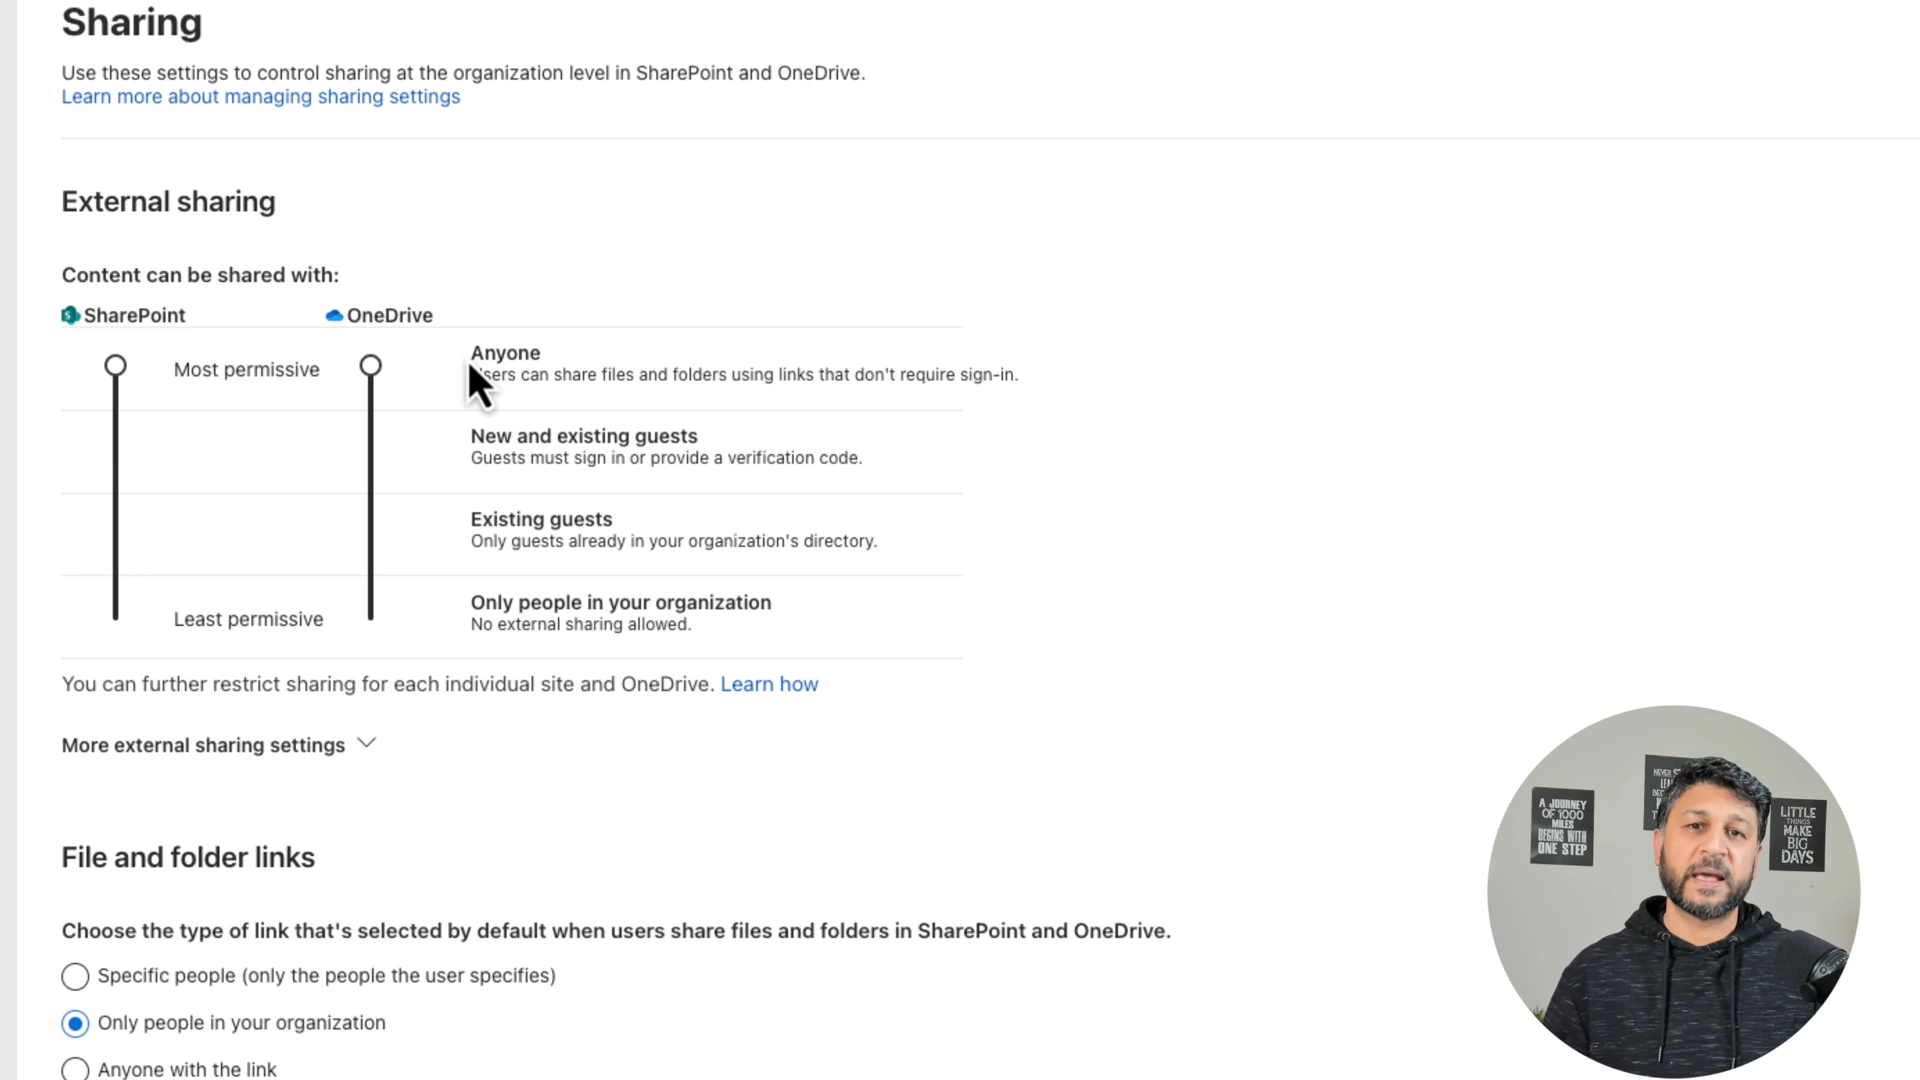 Sharing
Use these settings to control sharing at the organization level in SharePoint and OneDrive.
Learn more about managing sharing settings
External sharing
Content can be shared with:
SharePoint
OneDrive
Most permissive
Anyone
sers can share files and folders using links that don't require sign-in.
New and existing guests
Guests must sign in or provide a verification code.
Existing guests
Only guests already in your organization's directory.
Least permissive
Only people in your organization
No external sharing allowed.
You can further restrict sharing for each individual site and OneDrive. Learn how
More external sharing settings
File and folder links
Choose the type of link that's selected by default when users share files and folders in SharePoint and OneDrive.
Specific people (only the people the user specifies)
Only people in your organization
Anyone with the link
A JOURNEY
OF 1000
MILES
BEGINS WITH
ONE STEP
NEVER
LITTLE
THINGS
MAKE
BIG
DAYS